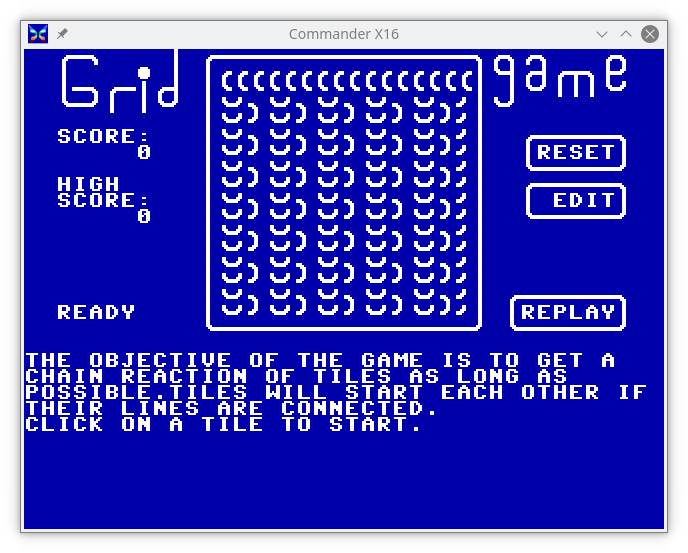 Commander X16
Grid game
SCORE:
0
HIGH
SCORE:
0
READY
RESET
EDIT
REPLAY
THE OBJECTIVE OF THE GAME IS TO GET A
CHAIN REACTION OF TILES AS LONG AS
POSSIBLE.TILES WILL START EACH OTHER IF
THEIR LINES ARE CONNECTED.
CLICK ON A TILE TO START.